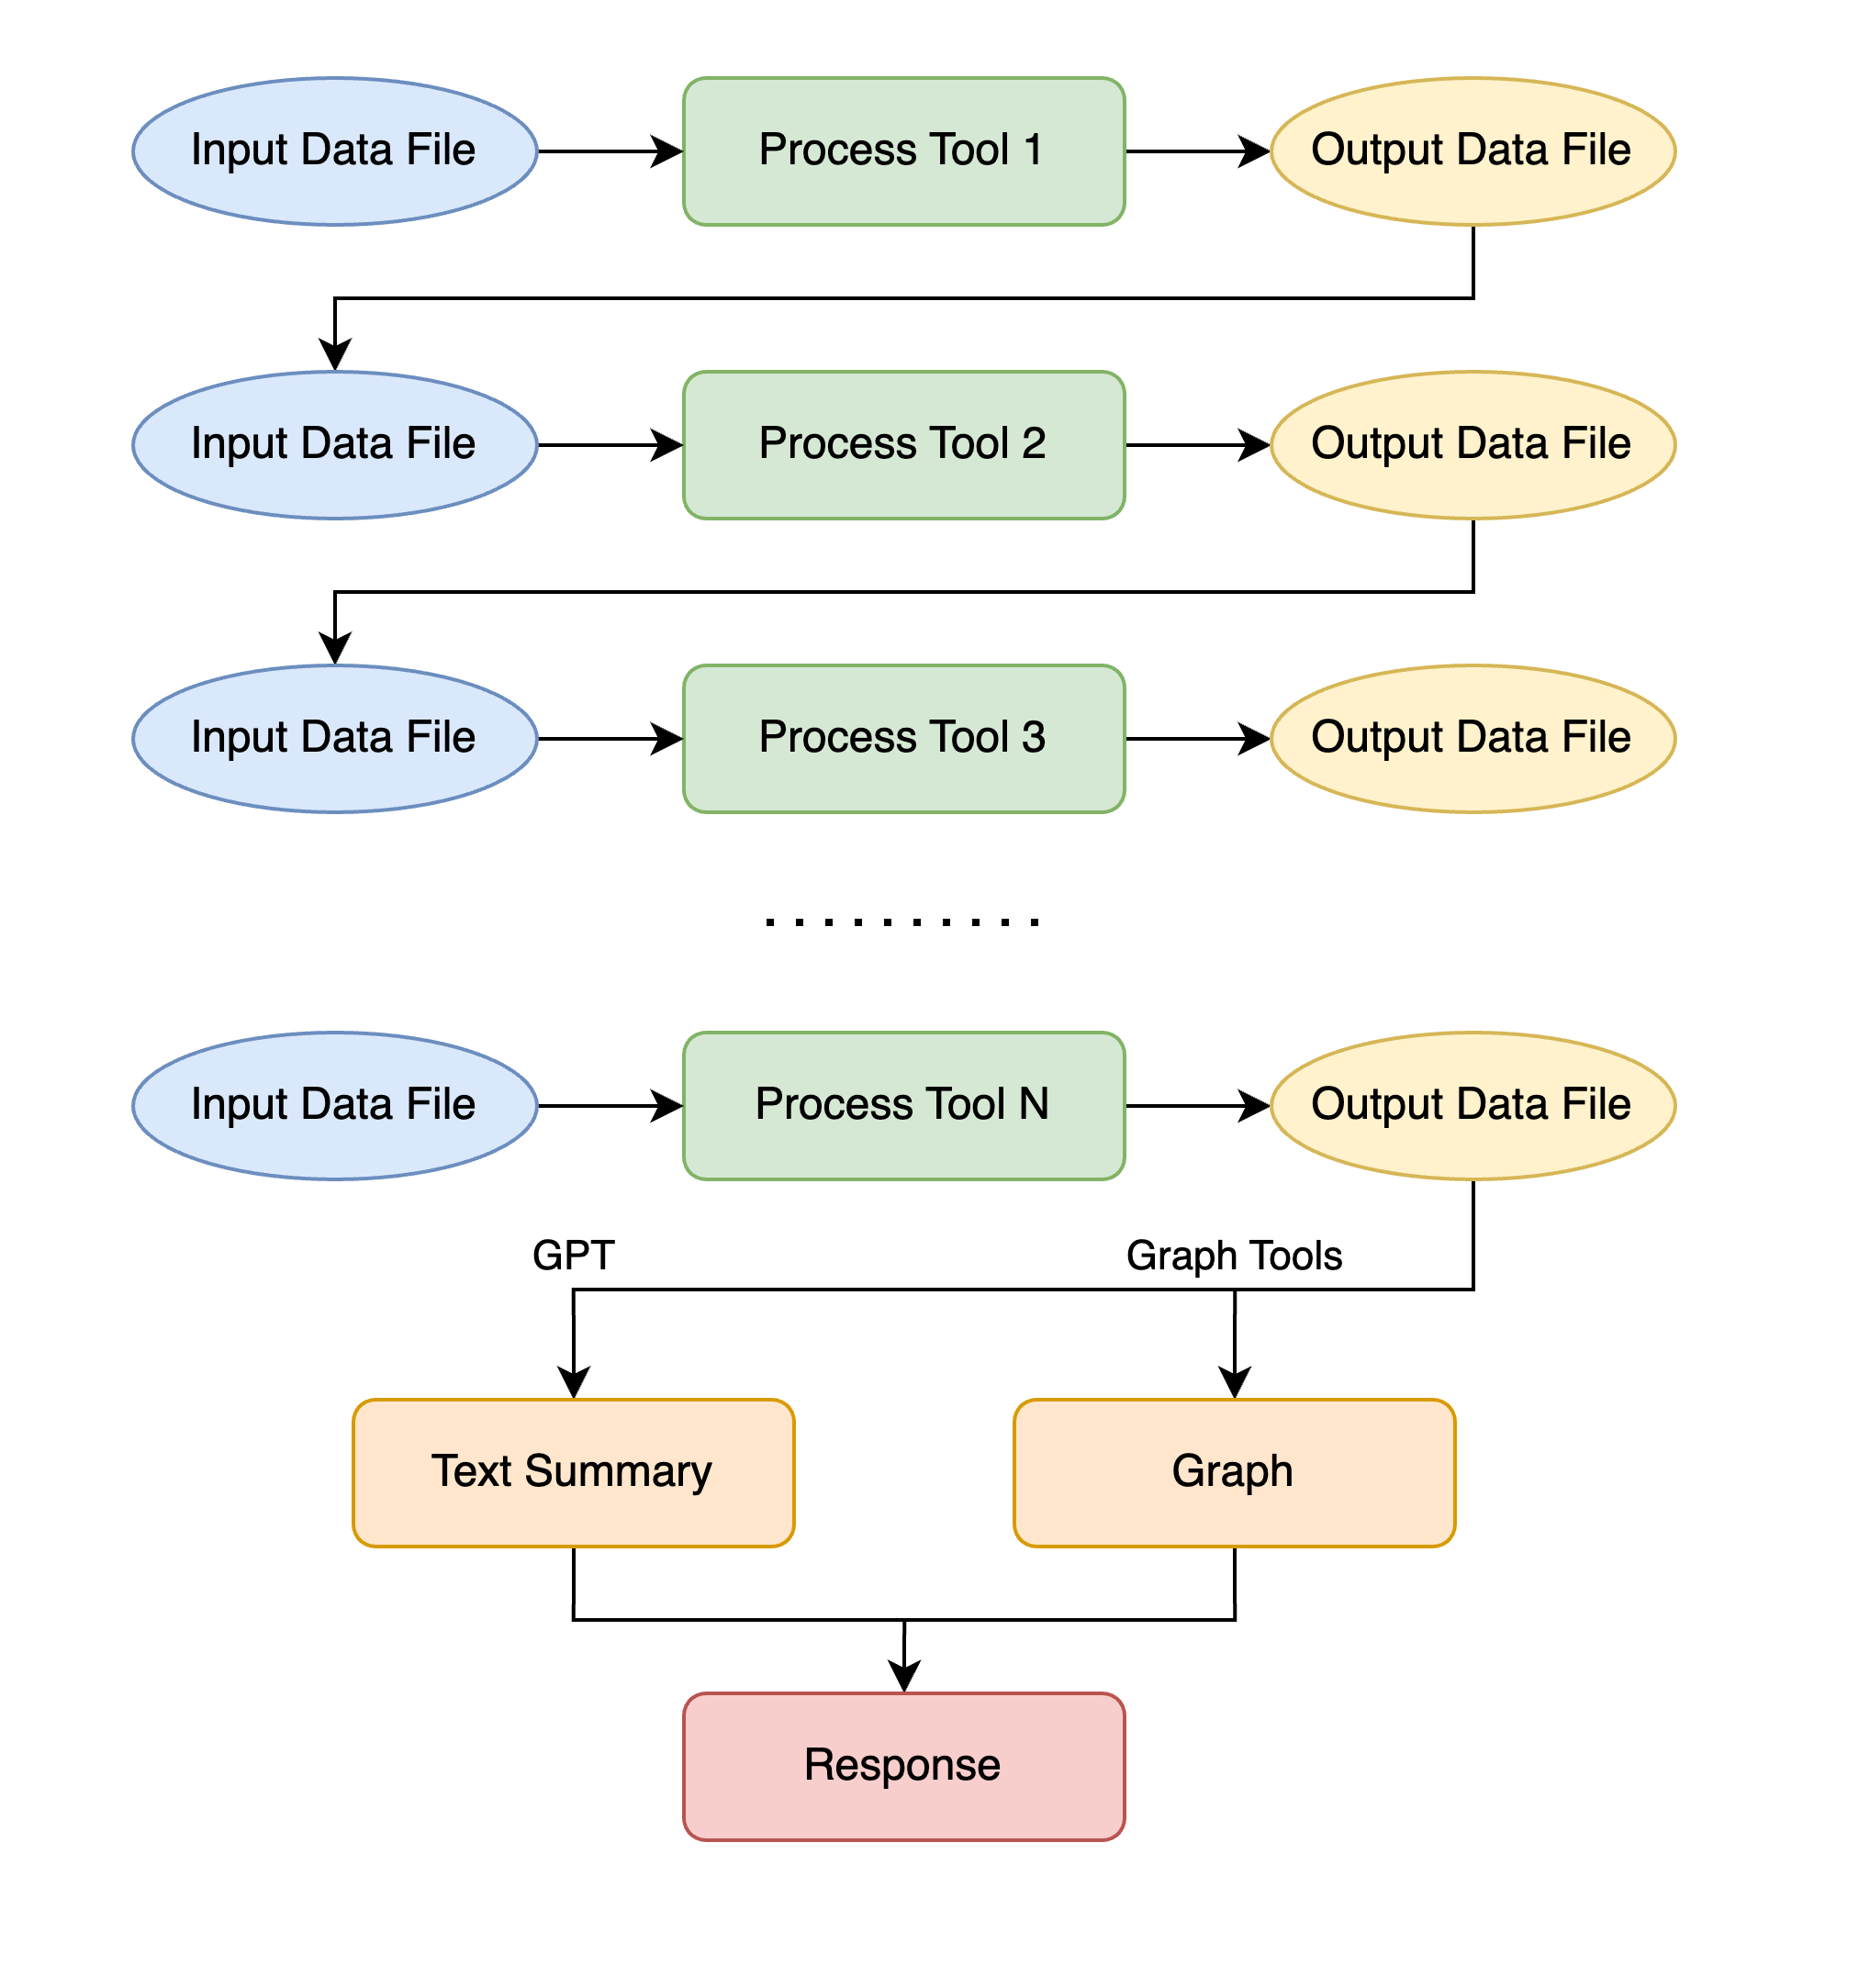 Input Data File
Process Tool 1
Output Data File
Input Data File
Process Tool 2
Output Data File
Input Data File
Process Tool 3
Output Data File
. . . . . . . . . .
Input Data File
Process Tool N
Output Data File
GPT
Graph Tools
Text Summary
Graph
Response